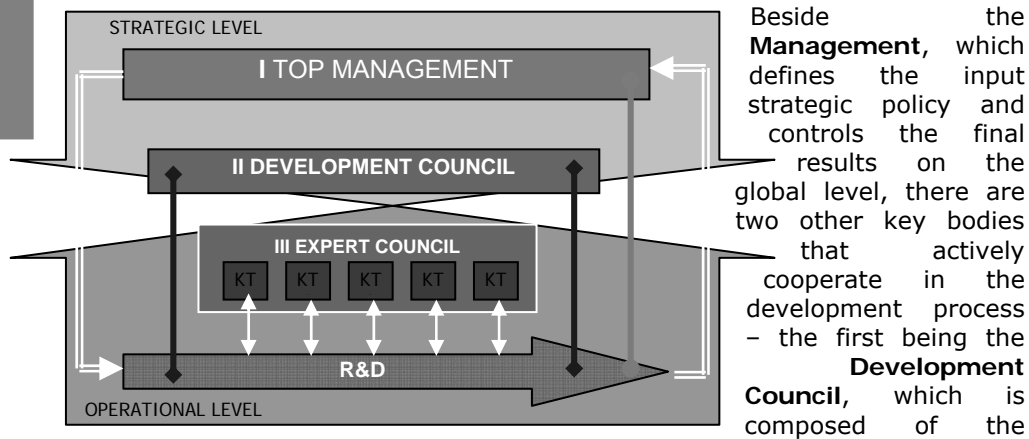 STRATEGIC LEVEL
I TOP MANAGEMENT
II DEVELOPMENT COUNCIL
III EXPERT COUNCIL
KT KT KT KT KT
R&D
OPERATIONAL LEVEL
Beside the
Management, which
defines the input
strategic policy and
controls the final
results on the
global level, there are
two other key bodies
that actively
cooperate in the
development process
– the first being the
Development
Council, which is
composed of the